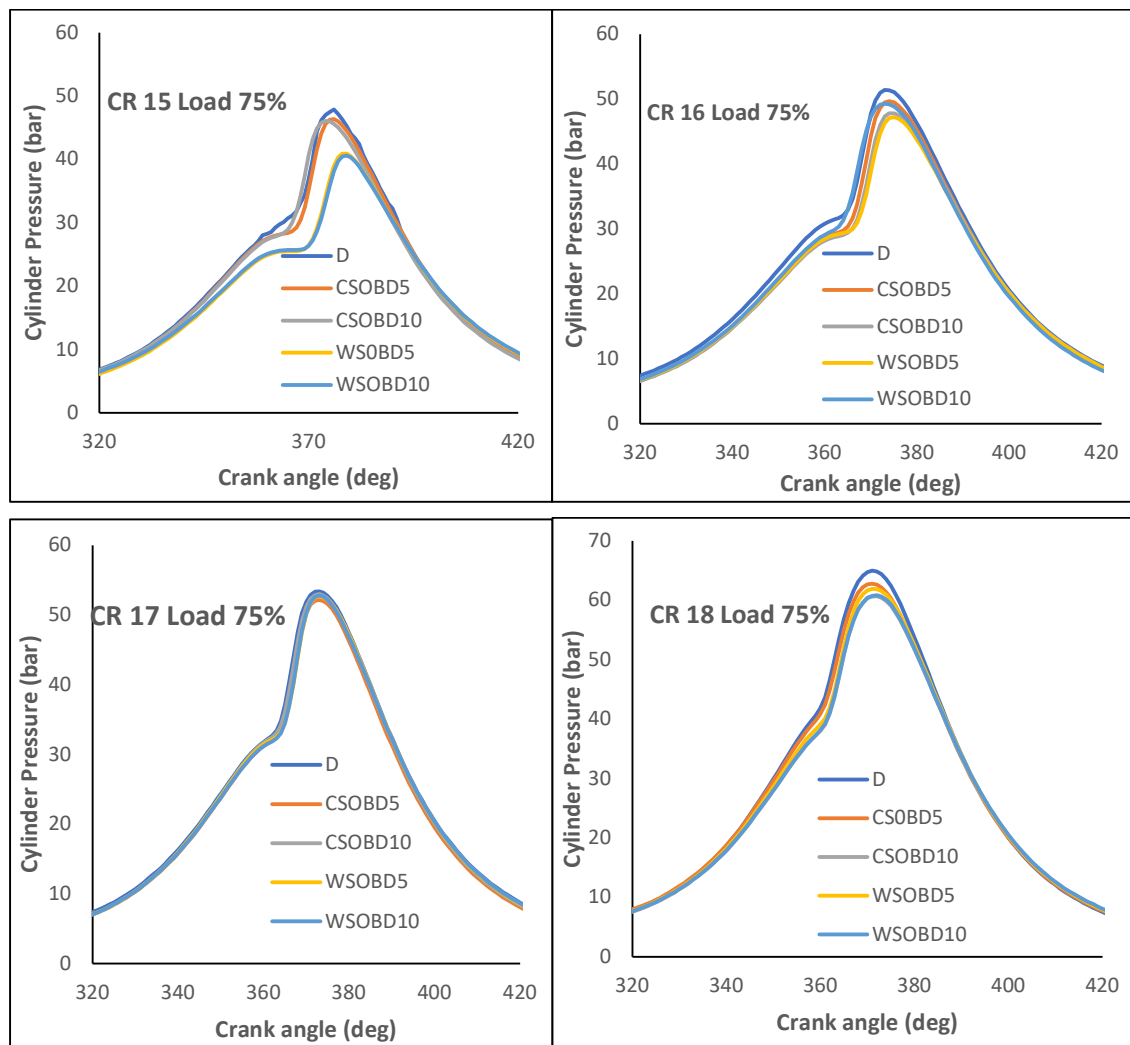 60
50
40
30
20
10
0
Cylinder Pressure (bar)
CR 15 Load 75%
D
CSOBD5
CSOBD10
WS0BD5
WSOBD10
320
370
420
Crank angle (deg)
60
50
40
30
20
10
0
Cylinder Pressure (bar)
CR 16 Load 75%
D
CSOBD5
CSOBD10
WSOBD5
WSOBD10
320
340
360
380
400
420
Crank angle (deg)
60
50
40
30
20
10
0
Cylinder Pressure (bar)
CR 17 Load 75%
D
CSOBD5
CSOBD10
WSOBD5
WSOBD10
320
340
360
380
400
420
Crank angle (deg)
70
60
50
40
30
20
10
0
Cylinder Pressure (bar)
CR 18 Load 75%
D
CS0BD5
CSOBD10
WSOBD5
WSOBD10
320
340
360
380
400
420
Crank angle (deg)